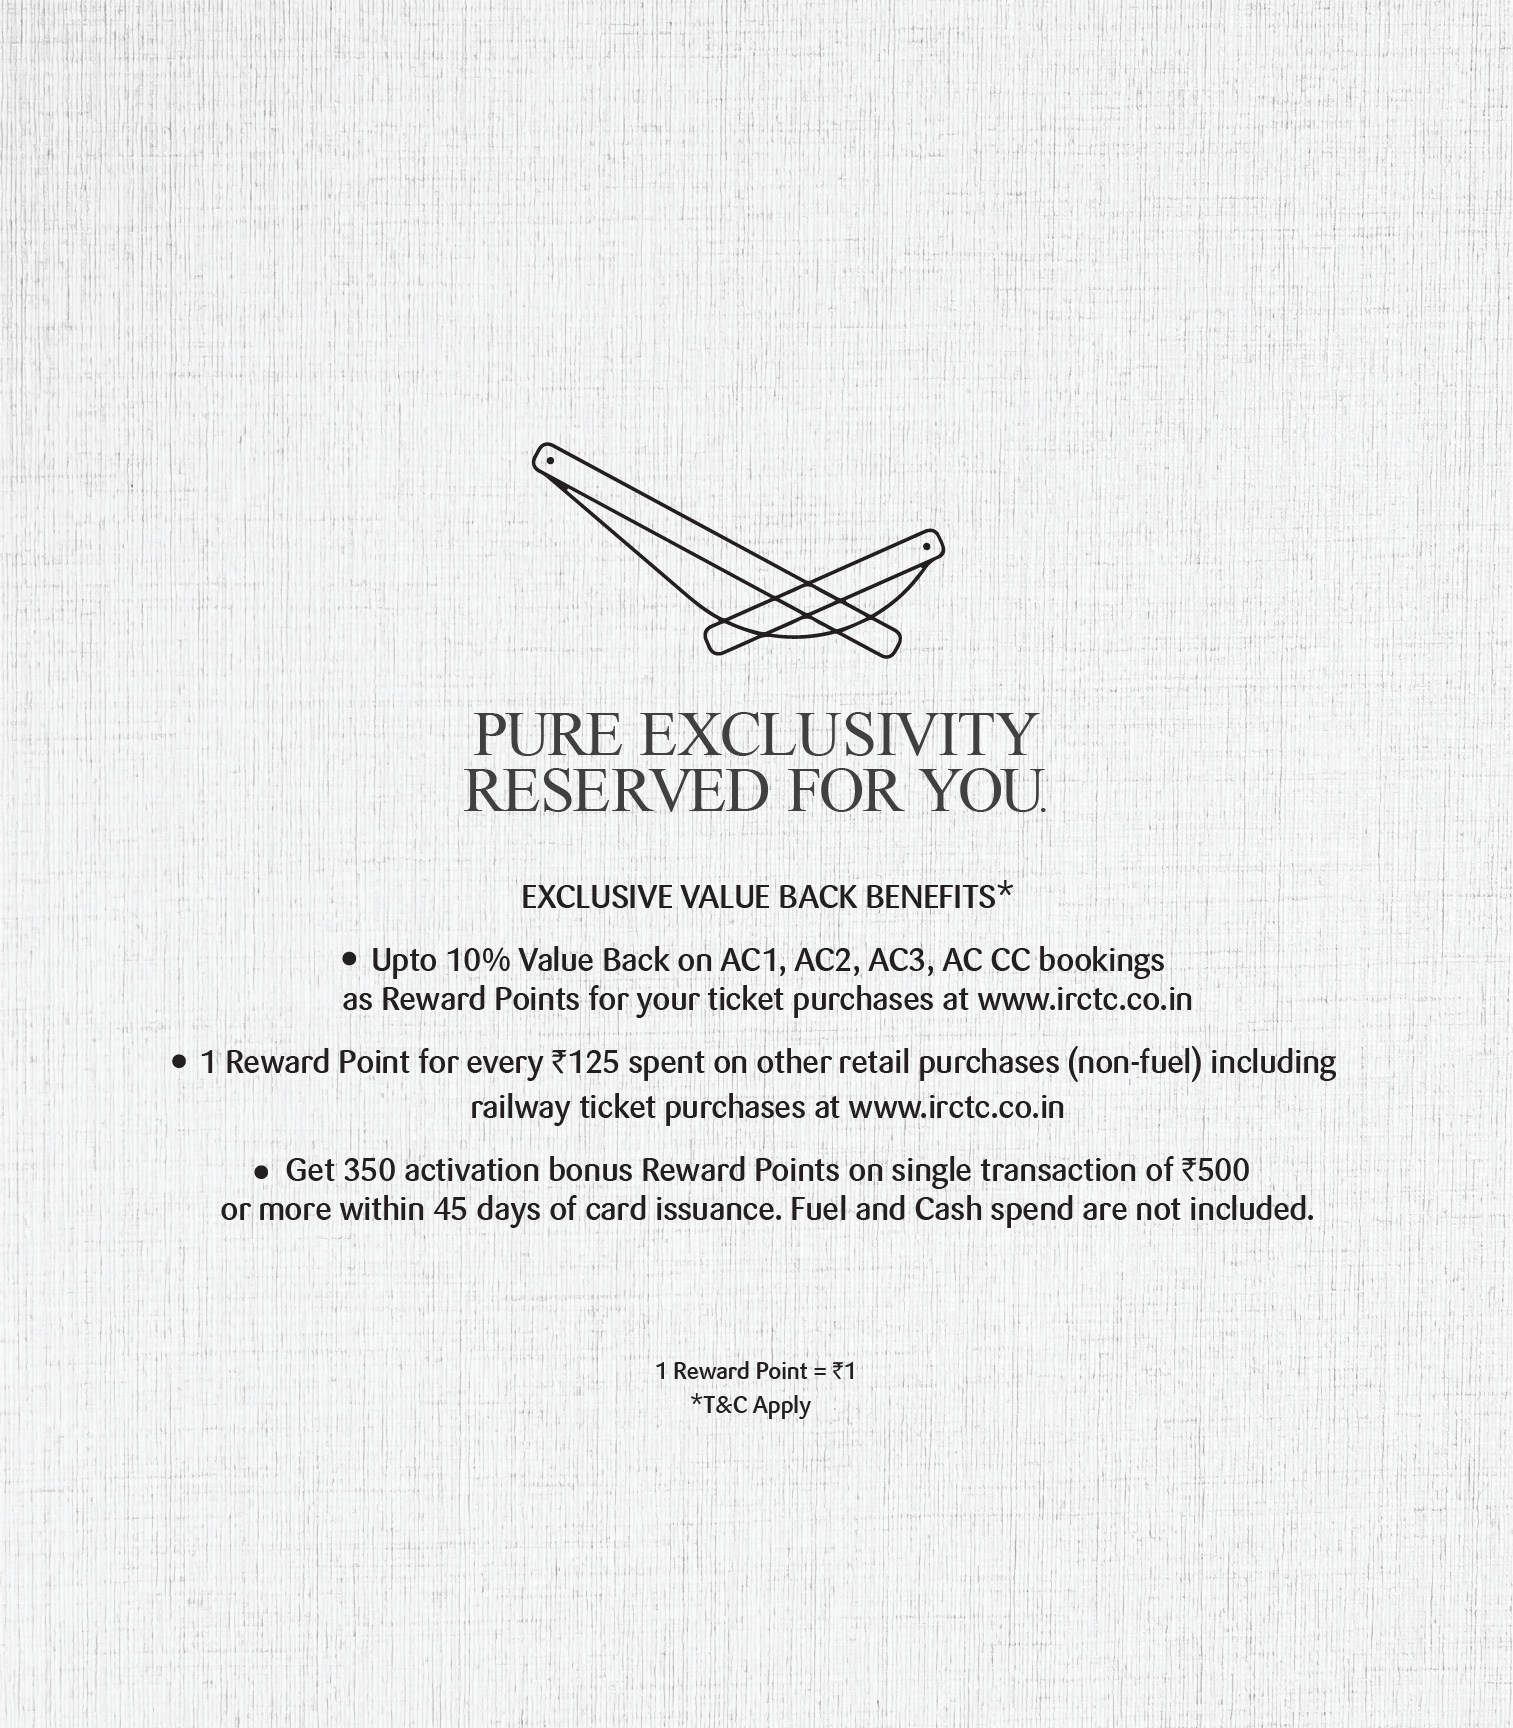 PURE EXCLUSIVITY
RESERVED FOR YOU.
EXCLUSIVE VALUE BACK BENEFITS*
• Upto 10% Value Back on AC1, AC2, AC3, AC CC bookings
as Reward Points for your ticket purchases at www.irctc.co.in
• 1 Reward Point for every ₹125 spent on other retail purchases (non-fuel) including
railway ticket purchases at www.irctc.co.in
• Get 350 activation bonus Reward Points on single transaction of ₹500
or more within 45 days of card issuance. Fuel and Cash spend are not included.
1 Reward Point = ₹1
*T&C Apply